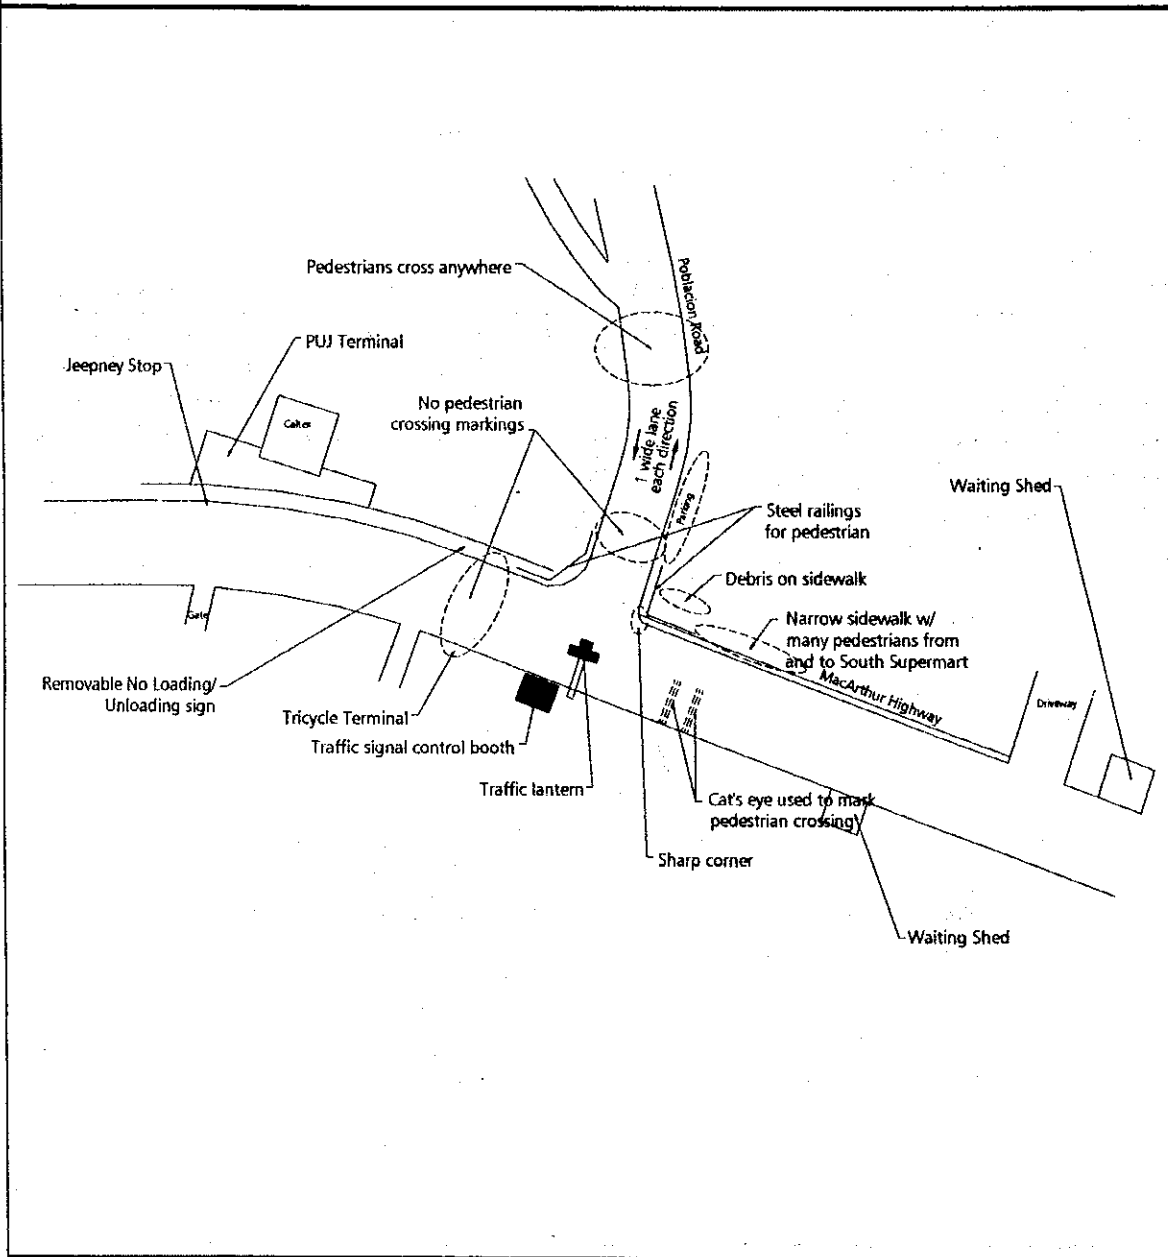 Pedestrians cross anywhere
Poblacion Road
PUJ Terminal
Jeepney Stop
Caltex
No pedestrian
crossing markings
1 wide lane
each direction
Parking
Waiting Shed
Steel railings
for pedestrian
Debris on sidewalk
Gate
Narrow sidewalk w/
many pedestrians from
and to South Supermart
MacArthur Highway
Driveway
Removable No Loading/
Unloading sign
Tricycle Terminal
Traffic signal control booth
Traffic lantern
Cat's eye used to mark
pedestrian crossing
Sharp corner
Waiting Shed